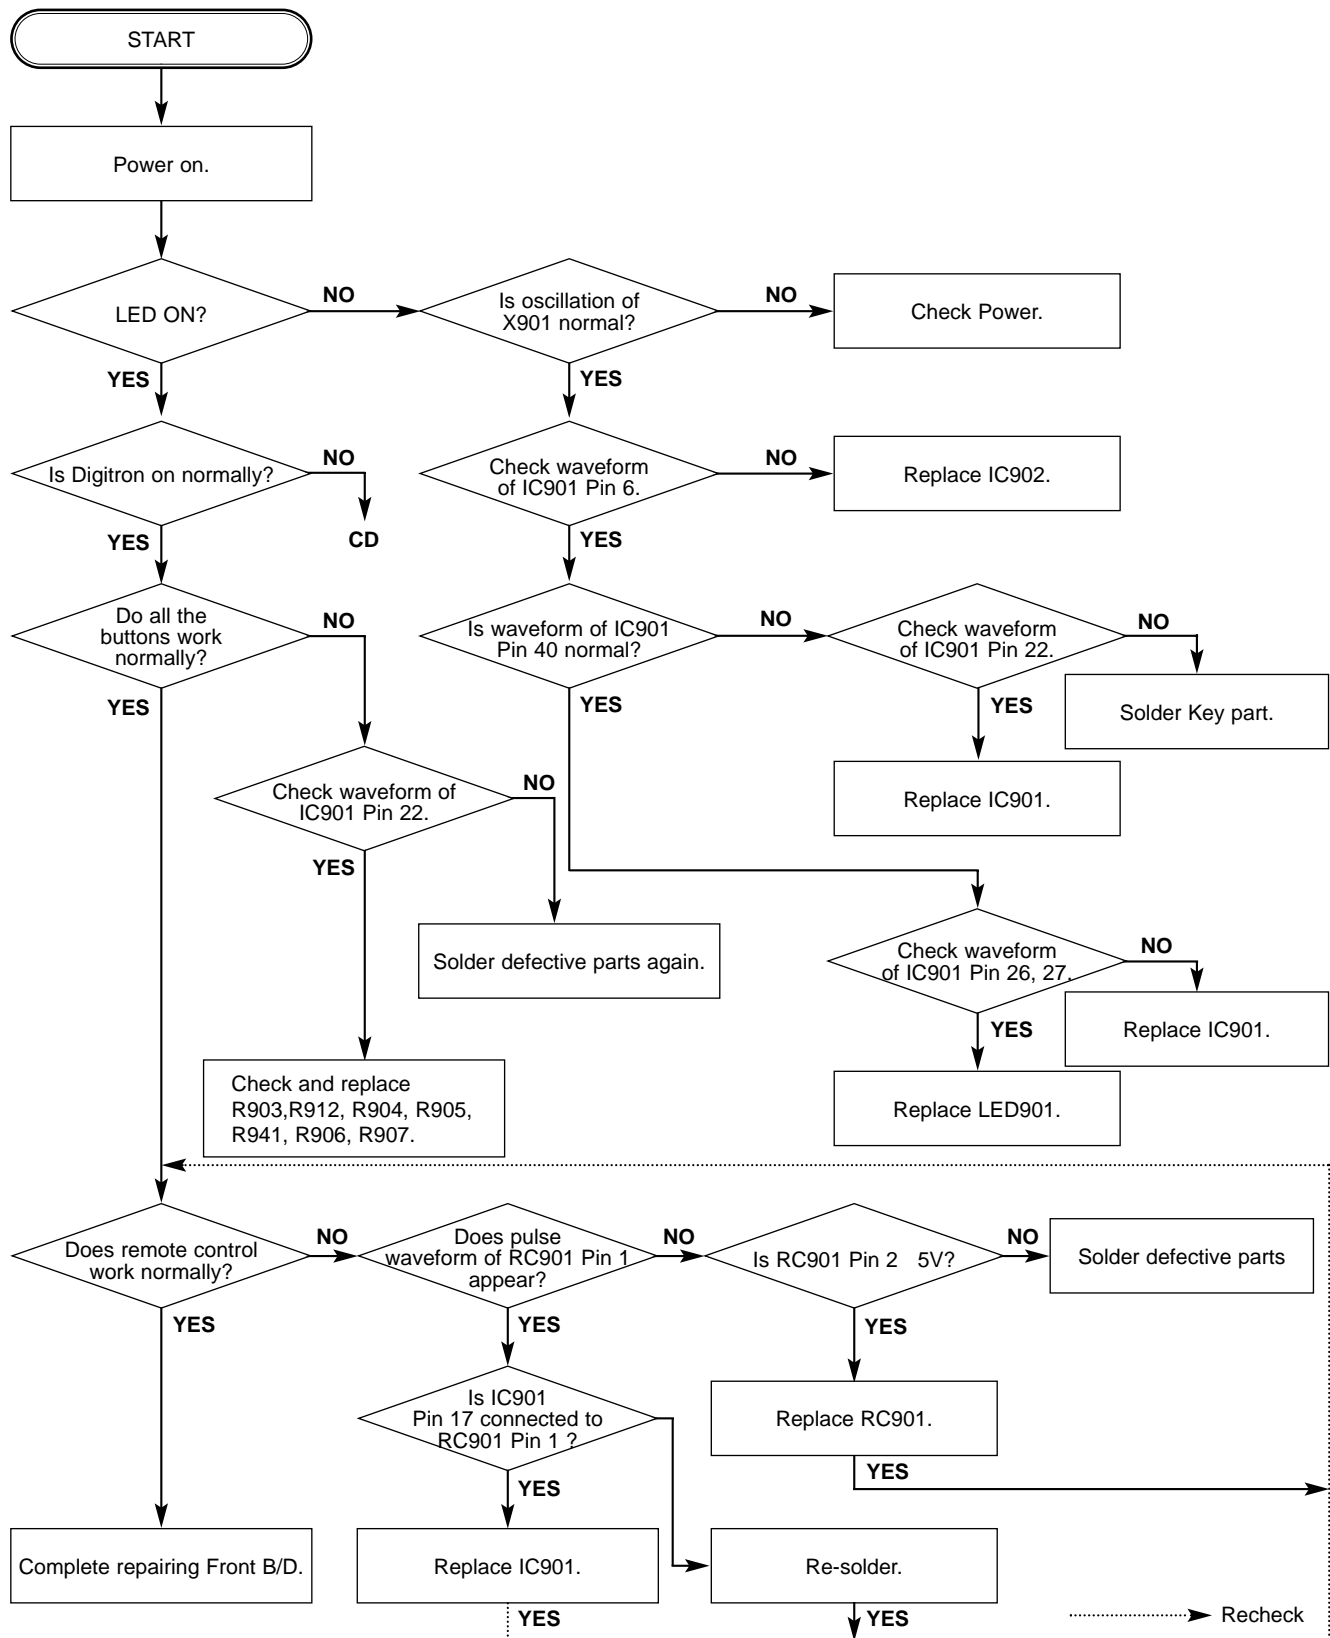 START
Power on.
LED ON?
NO
Is oscillation of
X901 normal?
NO
Check Power.
YES
YES
Is Digitron on normally?
NO
CD
Check waveform
of IC901 Pin 6.
NO
Replace IC902.
YES
YES
Do all the
buttons work
normally?
NO
Is waveform of IC901
Pin 40 normal?
NO
Check waveform
of IC901 Pin 22.
NO
Solder Key part.
YES
YES
YES
Replace IC901.
Check waveform of
IC901 Pin 22.
NO
YES
Solder defective parts again.
Check waveform
of IC901 Pin 26, 27.
NO
Replace IC901.
YES
Replace LED901.
Check and replace
R903,R912, R904, R905,
R941, R906, R907.
Does remote control
work normally?
NO
Does pulse
waveform of RC901 Pin 1
appear?
NO
Is RC901 Pin 2   5V?
NO
Solder defective parts
YES
YES
YES
Is IC901
Pin 17 connected to
RC901 Pin 1 ?
Replace RC901.
YES
YES
Complete repairing Front B/D.
Replace IC901.
Re-solder.
YES
YES
Recheck